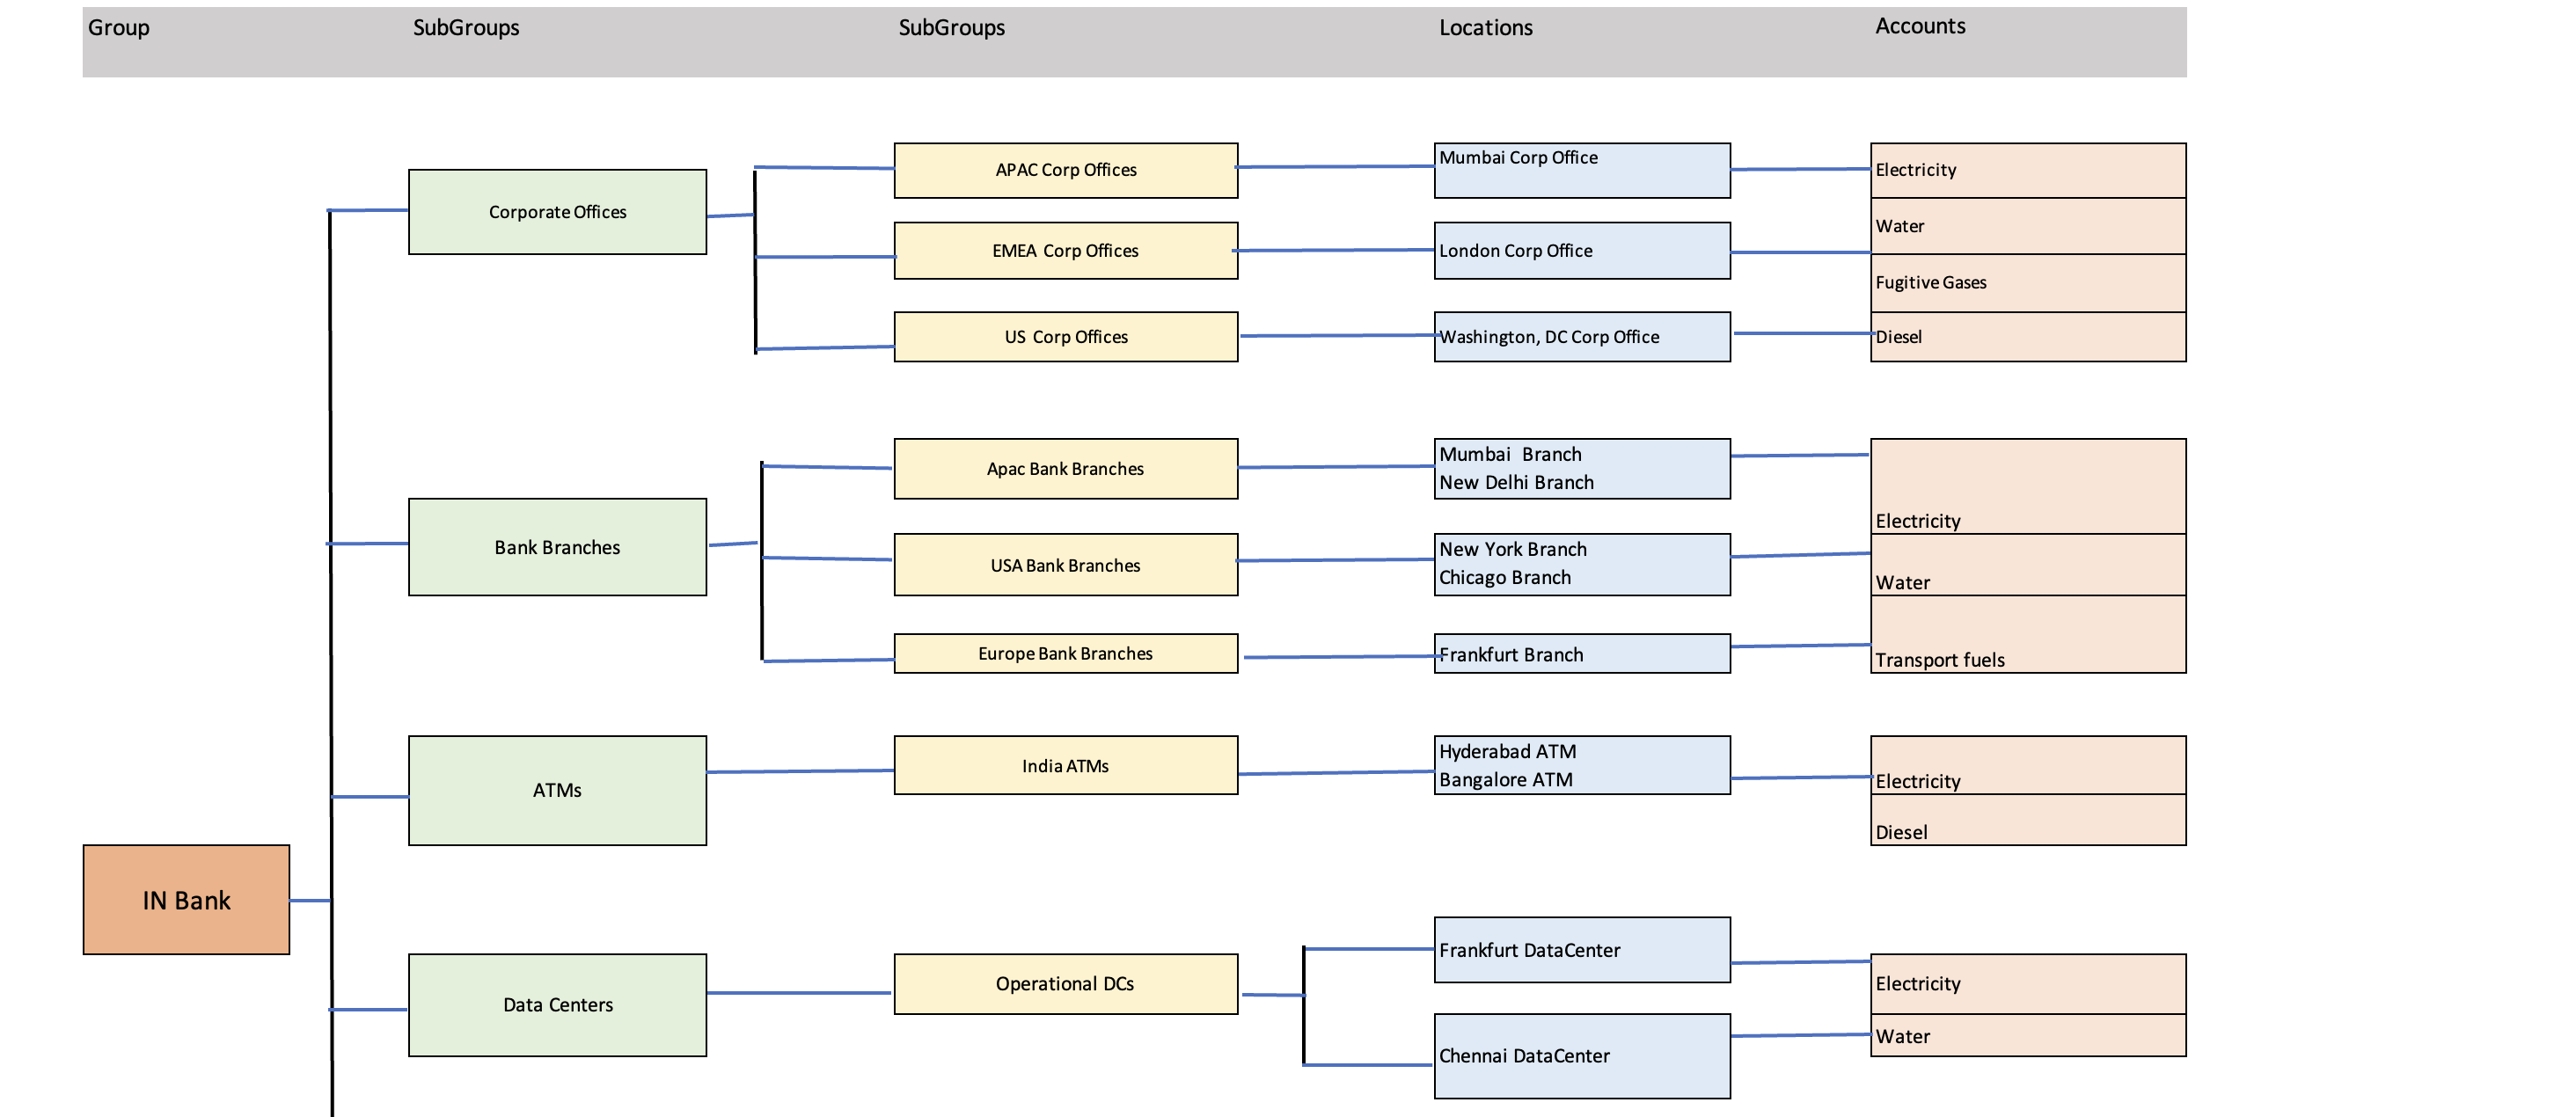 Group
SubGroups
SubGroups
Locations
Accounts
Corporate Offices
APAC Corp Offices
Mumbai Corp Office
Electricity
Water
EMEA Corp Offices
London Corp Office
Fugitive Gases
US Corp Offices
Washington, DC Corp Office
Diesel
Bank Branches
Apac Bank Branches
Mumbai Branch
New Delhi Branch
Electricity
USA Bank Branches
New York Branch
Chicago Branch
Water
Europe Bank Branches
Frankfurt Branch
Transport fuels
ATMs
India ATMs
Hyderabad ATM
Bangalore ATM
Electricity
Diesel
IN Bank
Data Centers
Operational DCs
Frankfurt DataCenter
Electricity
Chennai DataCenter
Water